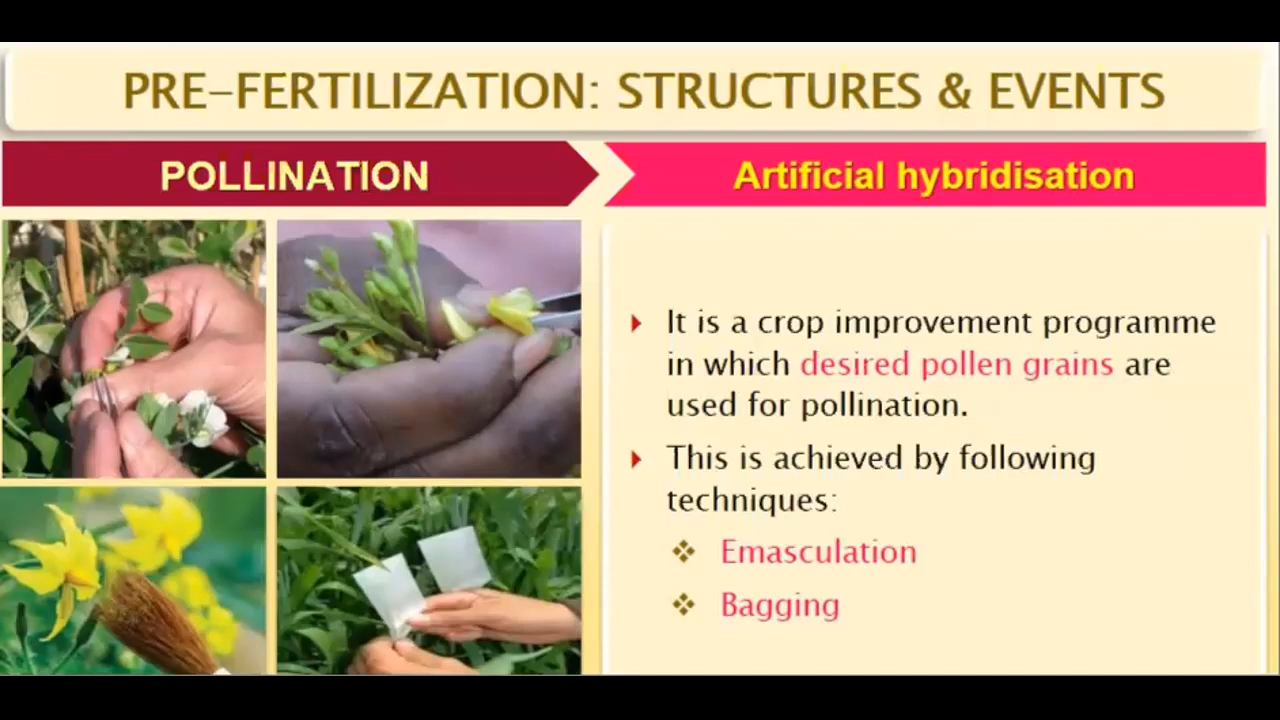 PRE-FERTILIZATION: STRUCTURES & EVENTS
POLLINATION
Artificial hybridisation
It is a crop improvement programme
in which desired pollen grains are
used for pollination.
This is achieved by following
techniques:
Emasculation
Bagging